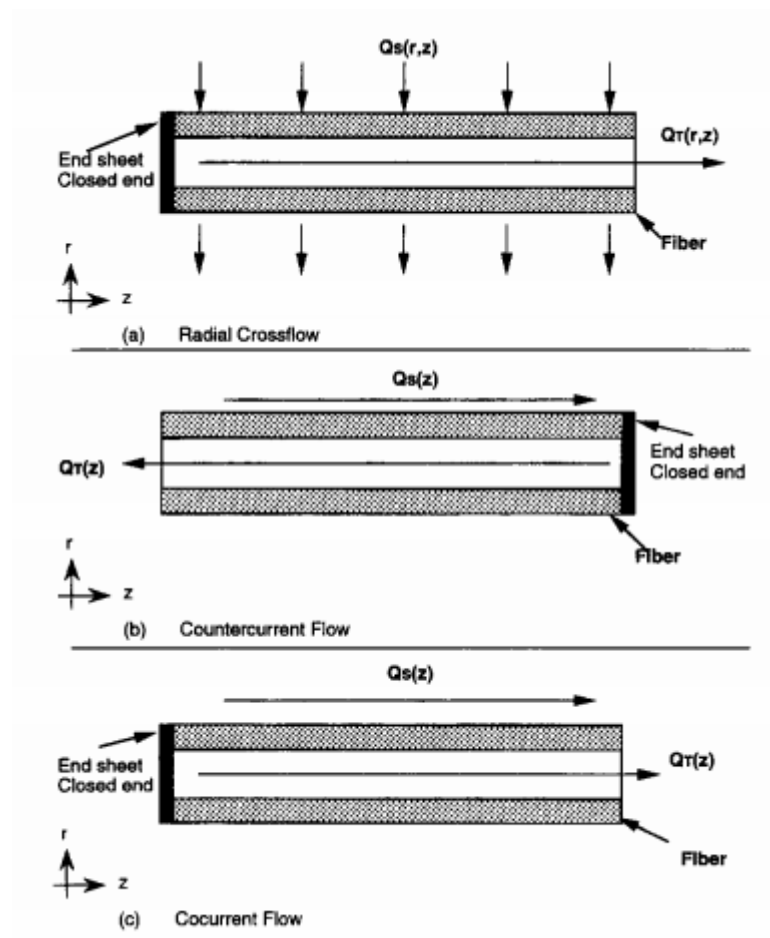 Qs(r,z)
QT(r,z)
End sheet
Closed end
Fiber
r
z
(a) Radial Crossflow
Qs(z)
End sheet
Closed end
QT(z)
Fiber
r
z
(b) Countercurrent Flow
Qs(z)
End sheet
Closed end
QT(z)
Fiber
r
z
(c) Cocurrent Flow